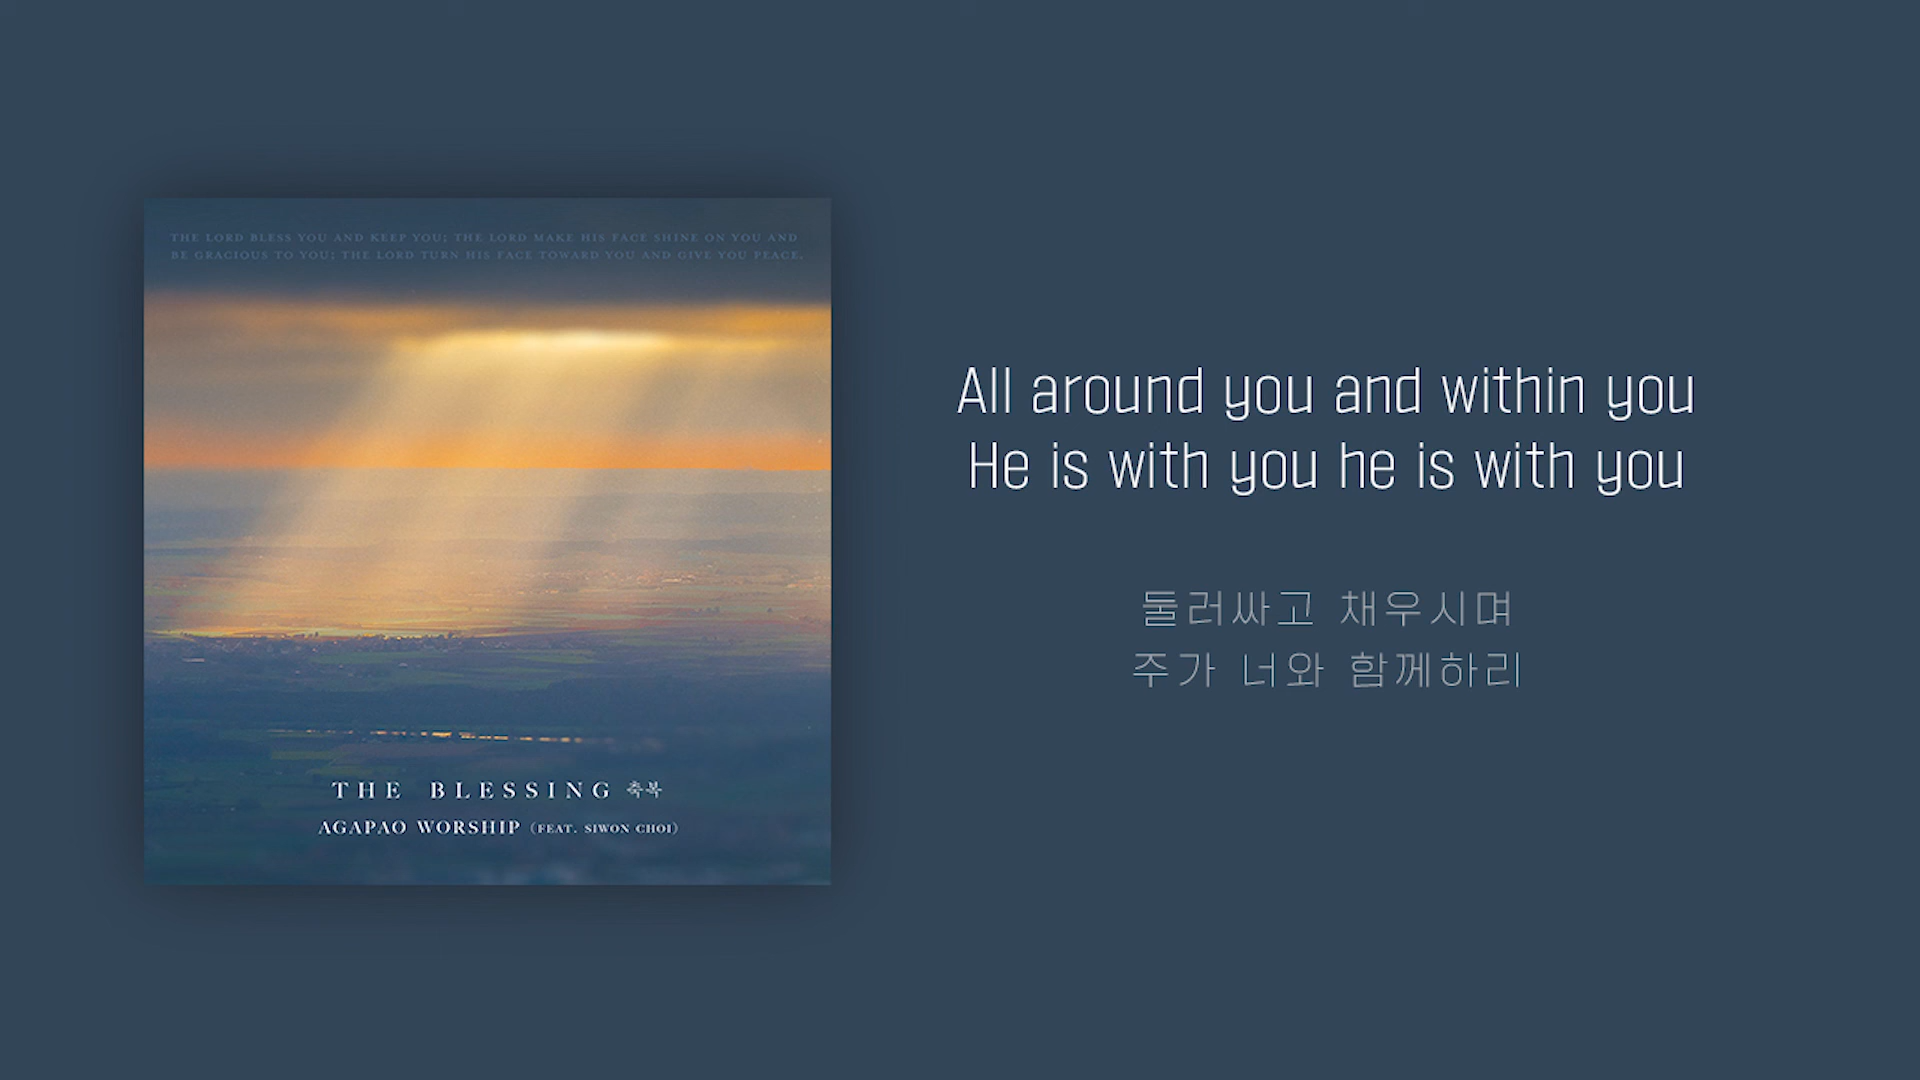 THE LORD BLESS YOU AND KEEP YOU; THE LORD MAKE HIS FACE SHINE ON YOU AND
BE GRACIOUS TO YOU; THE LORD TURN HIS FACE TOWARD YOU AND GIVE YOU PEACE.
THE BLESSING 축복
AGAPAO WORSHIP (FEAT. SIWON CHOI)
All around you and within you
He is with you he is with you
둘러싸고 채우시며
주가 너와 함께하리